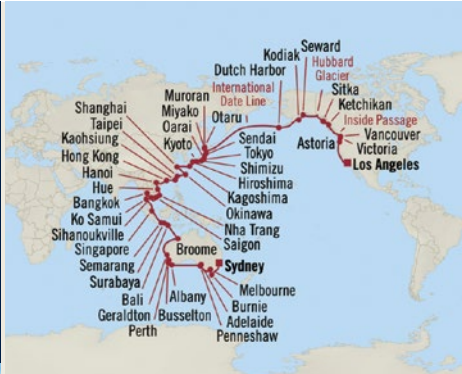 Kodiak
Seward
Dutch Harbor
Hubbard
Glacier
International
Date Line
Sitka
Ketchikan
Inside Passage
Vancouver
Victoria
Astoria
Los Angeles
Muroran
Miyako
Oarai
Kyoto
Otaru
Shanghai
Taipei
Kaohsiung
Hong Kong
Hanoi
Hue
Bangkok
Ko Samui
Sihanoukville
Singapore
Semarang
Surabaya
Bali
Geraldton
Perth
Sendai
Tokyo
Shimizu
Hiroshima
Kagoshima
Okinawa
Nha Trang
Saigon
Broome
Sydney
Albany
Busselton
Melbourne
Burnie
Adelaide
Penneshaw